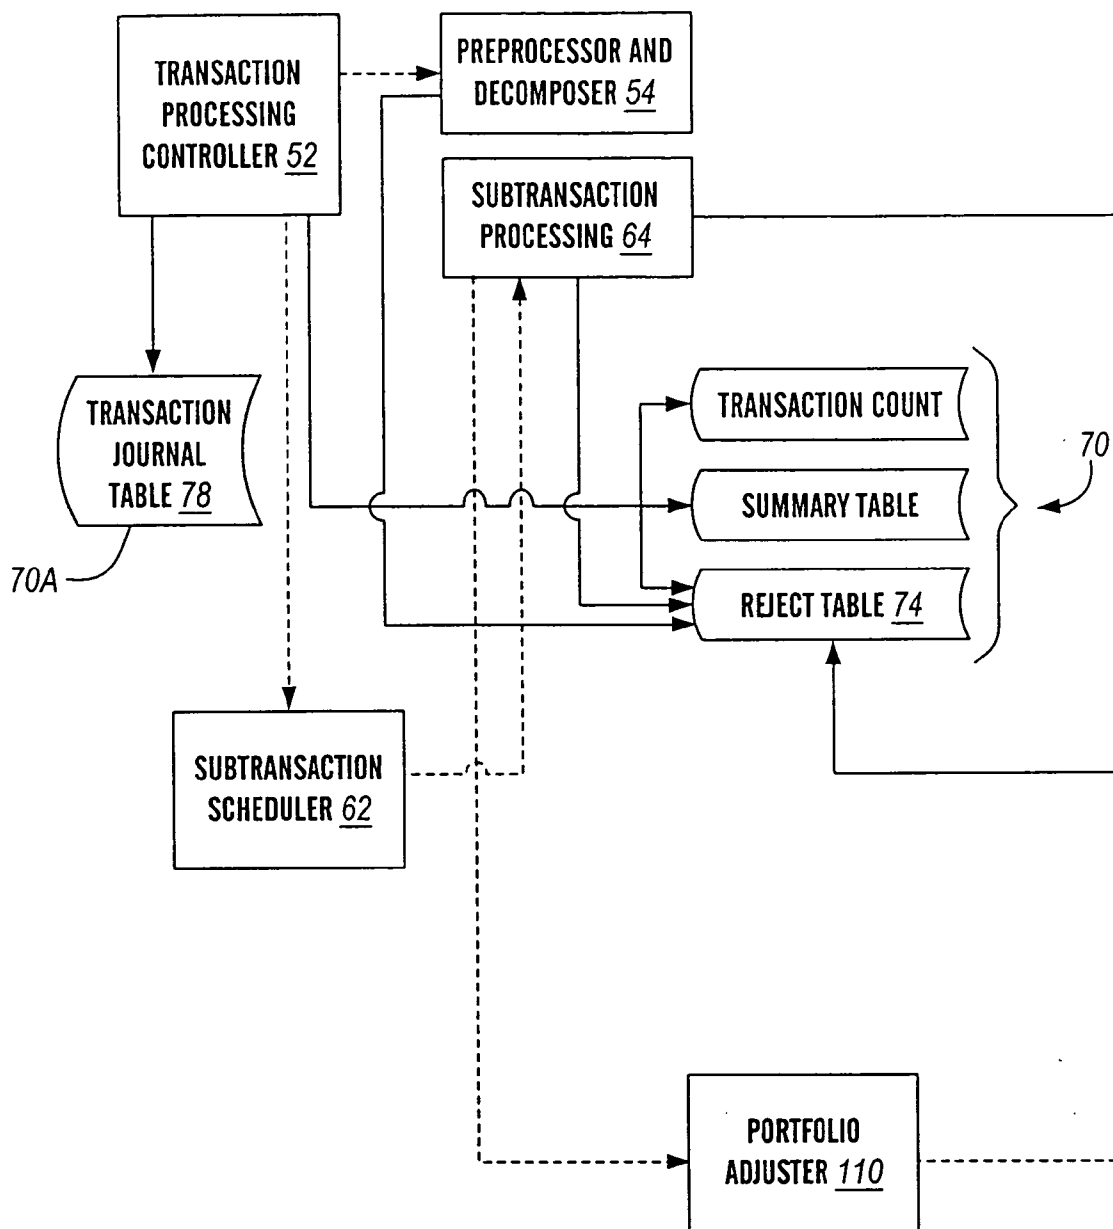 TRANSACTION
PROCESSING
CONTROLLER 52
PREPROCESSOR AND
DECOMPOSER 54
SUBTRANSACTION
PROCESSING 64
TRANSACTION
JOURNAL
TABLE 78
70A
TRANSACTION COUNT
SUMMARY TABLE
REJECT TABLE 74
70
SUBTRANSACTION
SCHEDULER 62
PORTFOLIO
ADJUSTER 110